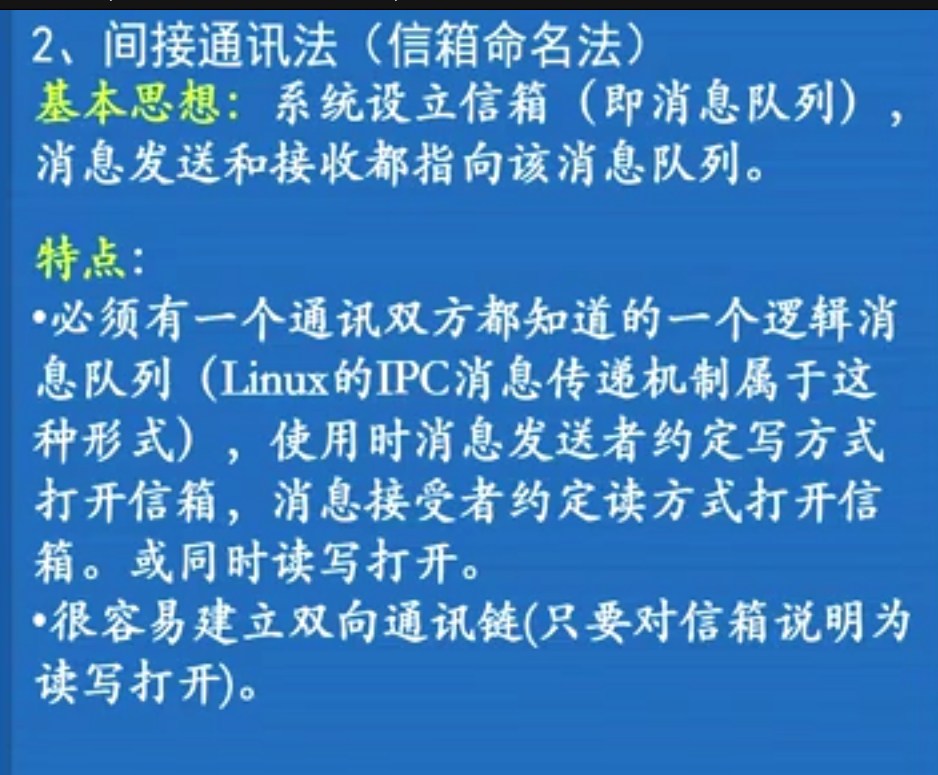 2、间接通讯法（信箱命名法）
基本思想：系统设立信箱（即消息队列），
消息发送和接收都指向该消息队列。
特点：
•必须有一个通讯双方都知道的一个逻辑消
息队列（Linux的IPC消息传递机制属于这
种形式），使用时消息发送者约定写方式
打开信箱，消息接受者约定读方式打开信
箱。或同时读写打开。
•很容易建立双向通讯链(只要对信箱说明为
读写打开)。